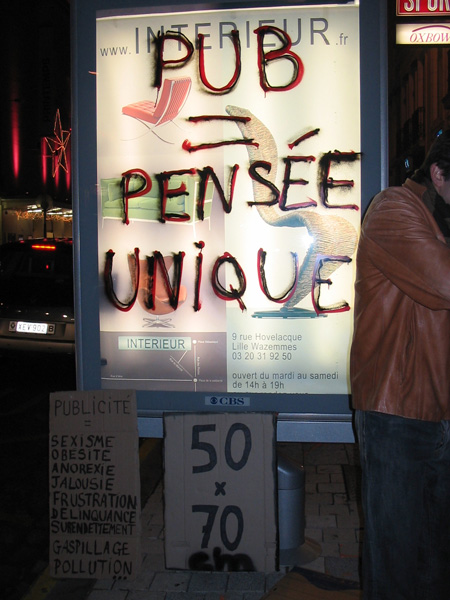 www.INTERIEUR.fr
PUB
=
PENSÉE
UNIQUE
INTERIEUR
9 rue Hovelacque
Lille Wazemmes
03 20 31 92 50
ouvert du mardi au samedi
de 14h à 19h
CBS
OXBOW
PUBLICITE
=
SEXISME
OBESITE
ANOREXIE
JALOUSIE
FRUSTRATION
DELINQUANCE
SURENDETTEMENT
GASPILLAGE
POLLUTION ...
50
x
70
cm